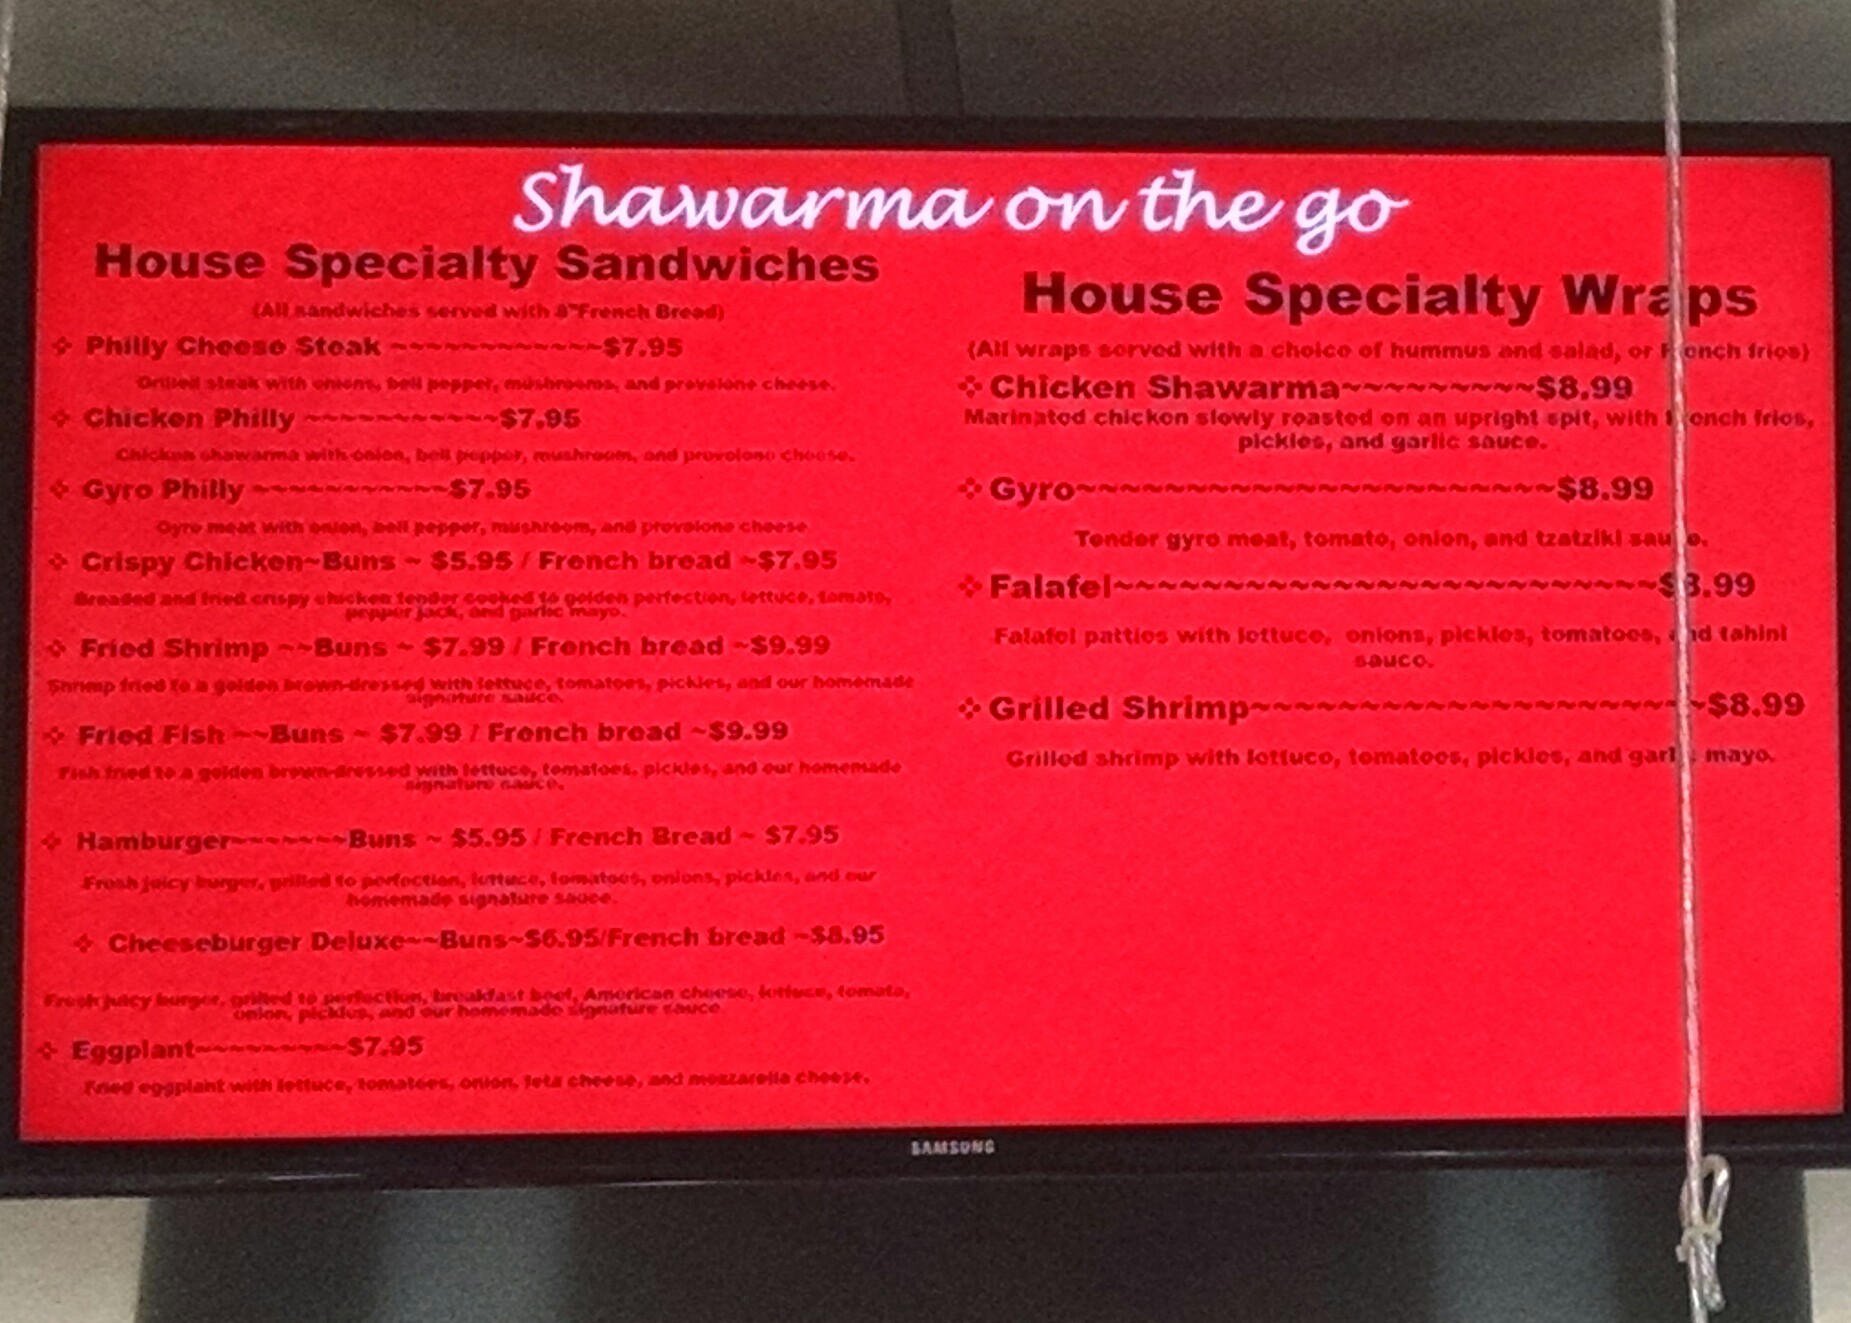 Shawarma on the go
House Specialty Sandwiches
(All sandwiches served with 8"French Bread)
Philly Cheese Steak ~~~~~~~~~~~~$7.95
Grilled steak with onions, bell pepper, mushrooms, and provolone cheese.
Chicken Philly ~~~~~~~~~~~$7.95
Chicken shawarma with onion, bell pepper, mushroom, and provolone cheese.
Gyro Philly ~~~~~~~~~~~$7.95
Gyro meat with onion, bell pepper, mushroom, and provolone cheese
Crispy Chicken~Buns ~ $5.95 / French bread ~$7.95
Breaded and fried crispy chicken tender cooked to golden perfection, lettuce, tomato,
pepper jack, and garlic mayo.
Fried Shrimp ~~Buns ~ $7.99 / French bread ~$9.99
Shrimp fried to a golden brown-dressed with lettuce, tomatoes, pickles, and our homemade
signature sauce.
Fried Fish ~~Buns ~ $7.99 / French bread ~$9.99
Fish fried to a golden brown-dressed with lettuce, tomatoes, pickles, and our homemade
signature sauce.
Hamburger~~~~~~~Buns ~ $5.95 / French Bread ~ $7.95
Fresh juicy burger, grilled to perfection, lettuce, tomatoes, onions, pickles, and our
homemade signature sauce.
Cheeseburger Deluxe~~Buns~$6.95/French bread ~$8.95
Fresh juicy burger, grilled to perfection, breakfast beef, American cheese, lettuce, tomato,
onion, pickles, and our homemade signature sauce
Eggplant~~~~~~~~~$7.95
Fried eggplant with lettuce, tomatoes, onion, feta cheese, and mozzarella cheese.
House Specialty Wraps
(All wraps served with a choice of hummus and salad, or French fries)
Chicken Shawarma~~~~~~~~~$8.99
Marinated chicken slowly roasted on an upright spit, with French fries,
pickles, and garlic sauce.
Gyro~~~~~~~~~~~~~~~~~~~~~~$8.99
Tender gyro meat, tomato, onion, and tzatziki sauce.
Falafel~~~~~~~~~~~~~~~~~~~~~~~~~$8.99
Falafel patties with lettuce, onions, pickles, tomatoes, and tahini
sauce.
Grilled Shrimp~~~~~~~~~~~~~~~~~~~~~$8.99
Grilled shrimp with lettuce, tomatoes, pickles, and garlic mayo.
SAMSUNG